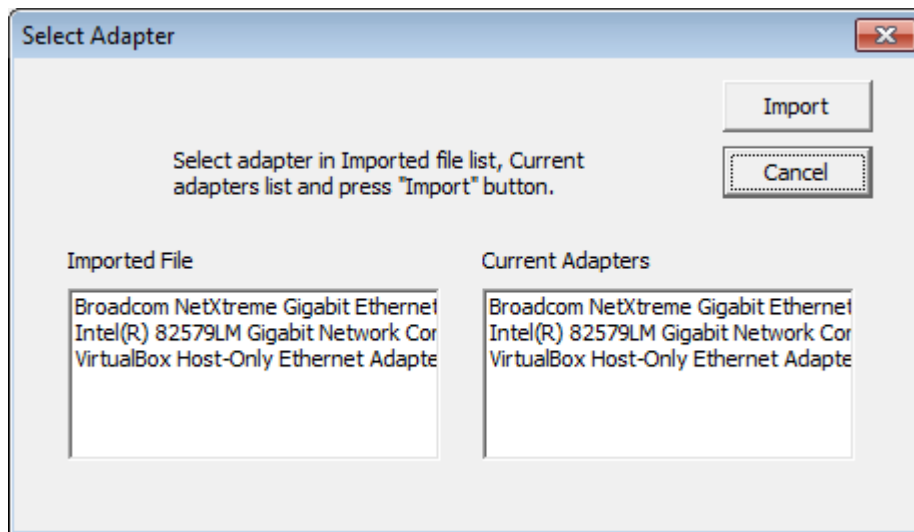 Select Adapter
Import
Select adapter in Imported file list, Current
adapters list and press "Import" button.
Cancel
Imported File
Current Adapters
Broadcom NetXtreme Gigabit Ethernet
Intel(R) 82579LM Gigabit Network Cor
VirtualBox Host-Only Ethernet Adapte
Broadcom NetXtreme Gigabit Ethernet
Intel(R) 82579LM Gigabit Network Cor
VirtualBox Host-Only Ethernet Adapte